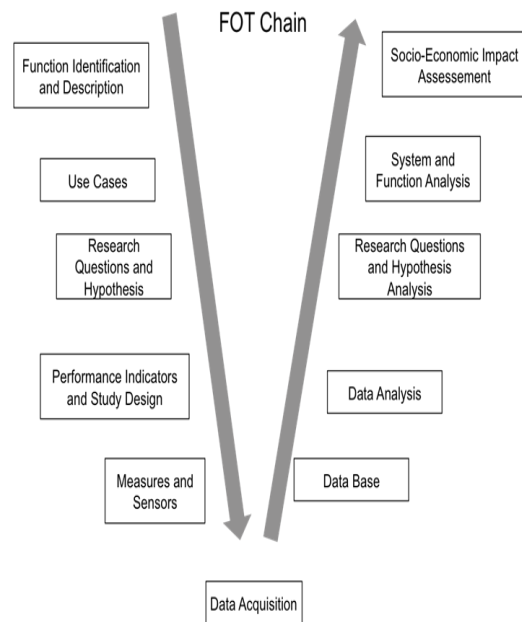 FOT Chain
Function Identification
and Description
Use Cases
Research
Questions and
Hypothesis
Performance Indicators
and Study Design
Measures and
Sensors
Data Acquisition
Data Base
Data Analysis
Research Questions
and Hypothesis
Analysis
System and
Function Analysis
Socio-Economic Impact
Assessement